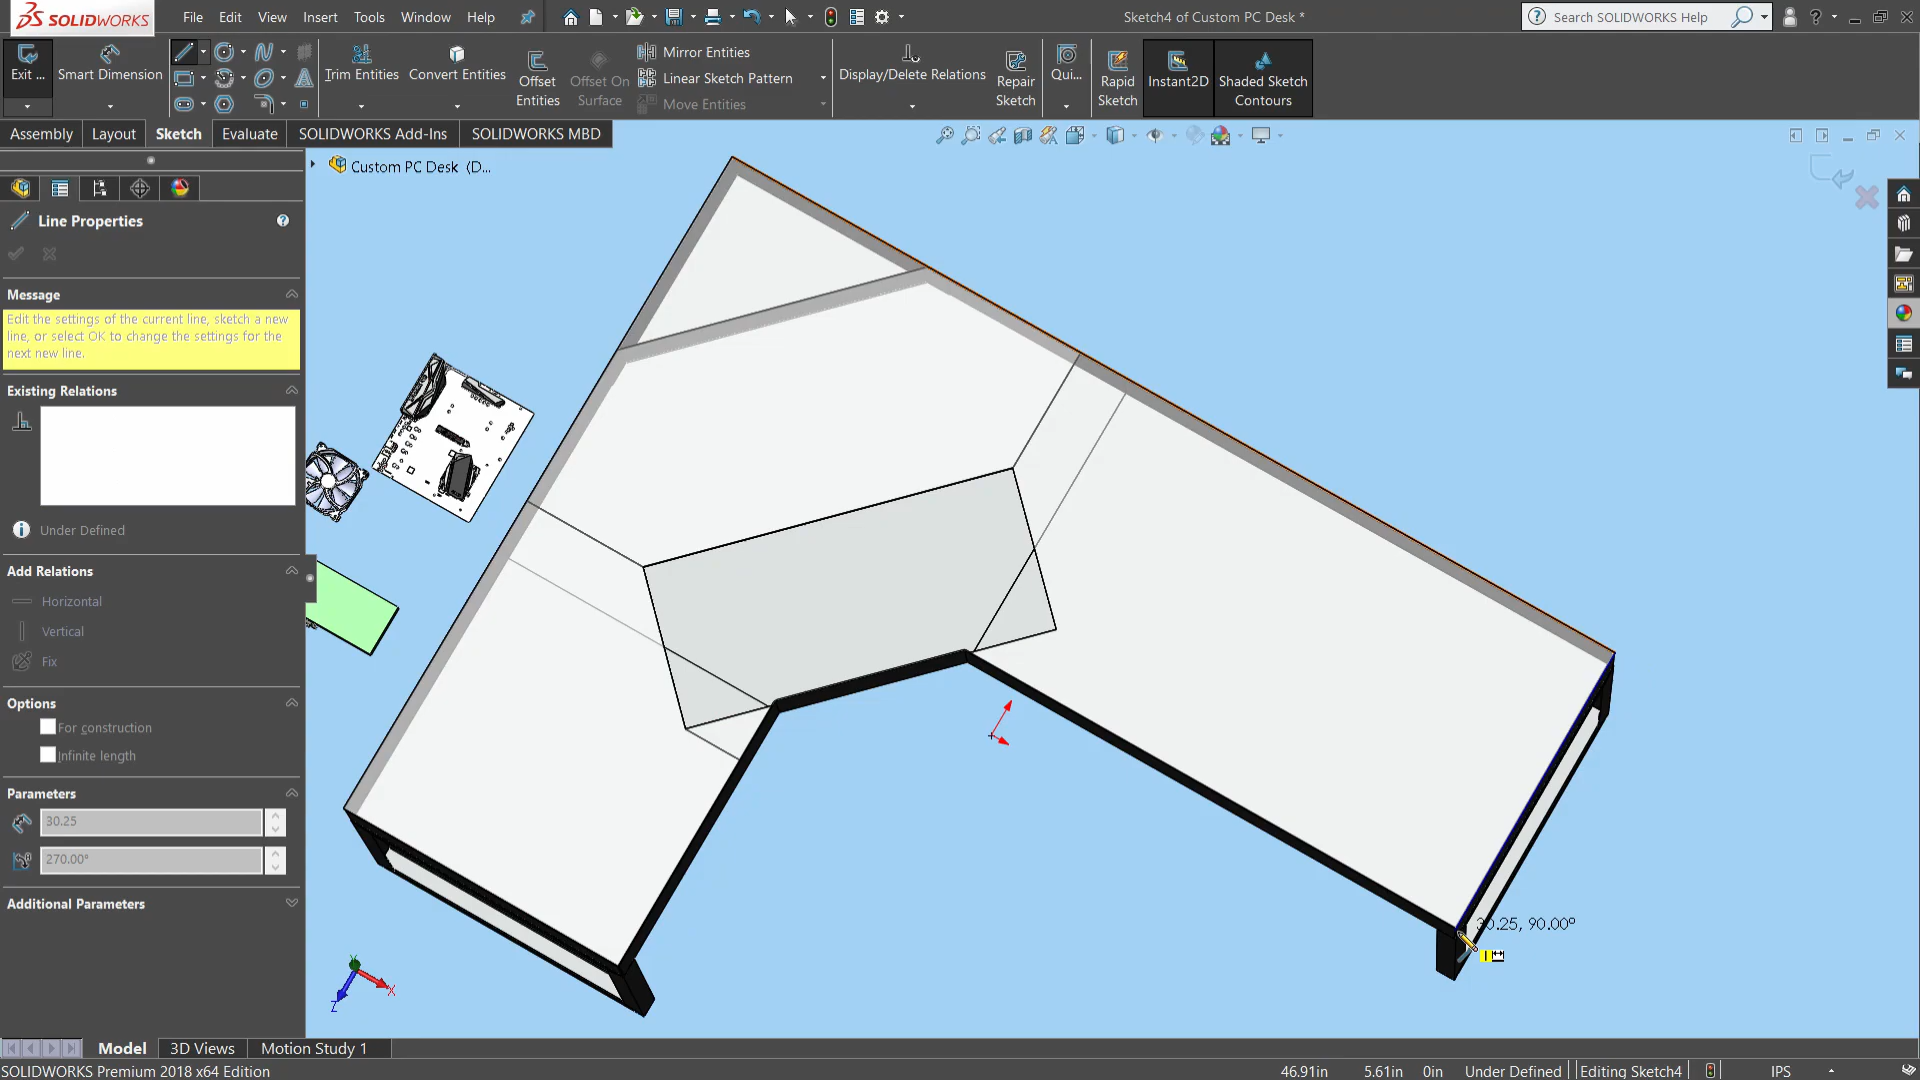 SOLIDWORKS
File Edit View Insert Tools Window Help
Sketch4 of Custom PC Desk *
Search SOLIDWORKS Help
Exit ...
Smart Dimension
Trim Entities
Convert Entities
Offset Entities
Offset On Surface
Mirror Entities
Linear Sketch Pattern
Move Entities
Display/Delete Relations
Repair Sketch
Qui...
Rapid Sketch
Instant2D
Shaded Sketch Contours
Assembly Layout Sketch Evaluate SOLIDWORKS Add-Ins SOLIDWORKS MBD
Custom PC Desk (D...
Line Properties
Message
Edit the settings of the current line, sketch a new
line, or select OK to change the settings for the
next new line.
Existing Relations
Under Defined
Add Relations
Horizontal
Vertical
Fix
Options
For construction
Infinite length
Parameters
30.25
270.00°
Additional Parameters
30.25, 90.00°
Y
X
Z
Model 3D Views Motion Study 1
SOLIDWORKS Premium 2018 x64 Edition
46.91in 5.61in 0in Under Defined Editing Sketch4 IPS